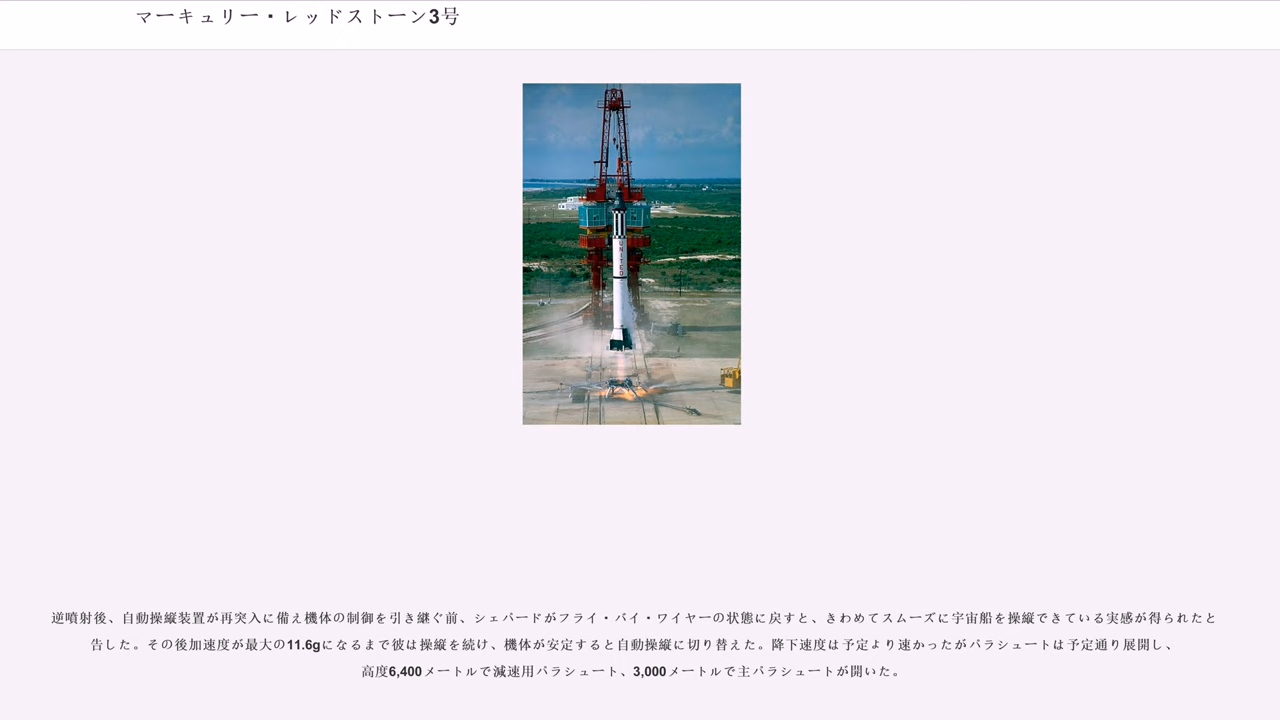 マーキュリー・レッドストーン3号
UNITED
逆噴射後、自動操縦装置が再突入に備え機体の制御を引き継ぐ前、シェパードがフライ・バイ・ワイヤーの状態に戻すと、きわめてスムーズに宇宙船を操縦できている実感が得られたと
告した。その後加速度が最大の11.6gになるまで彼は操縦を続け、機体が安定すると自動操縦に切り替えた。降下速度は予定より速かったがパラシュートは予定通り展開し、
高度6,400メートルで減速用パラシュート、3,000メートルで主パラシュートが開いた。